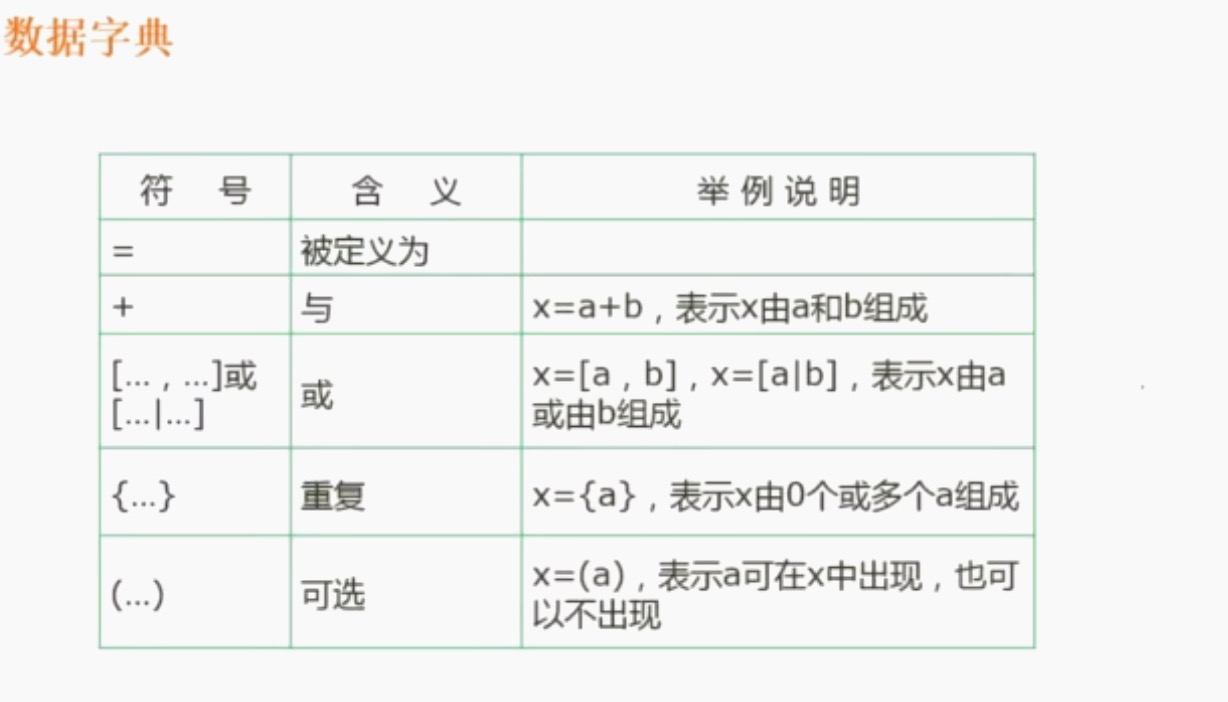 数据字典
符 号 含 义 举例说明
= 被定义为
+ 与 x=a+b，表示x由a和b组成
[…，…]或
[…|…]
或
x=[a，b]，x=[a|b]，表示x由a
或由b组成
{…} 重复 x={a}，表示x由0个或多个a组成
(…) 可选
x=(a)，表示a可在x中出现，也可
以不出现